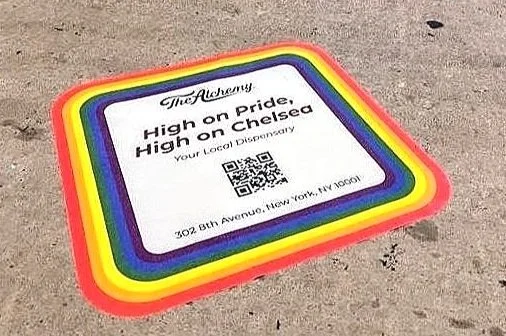 The Alchemy
High on Pride,
High on Chelsea
Your Local Dispensary
302 8th Avenue, New York, NY 10001